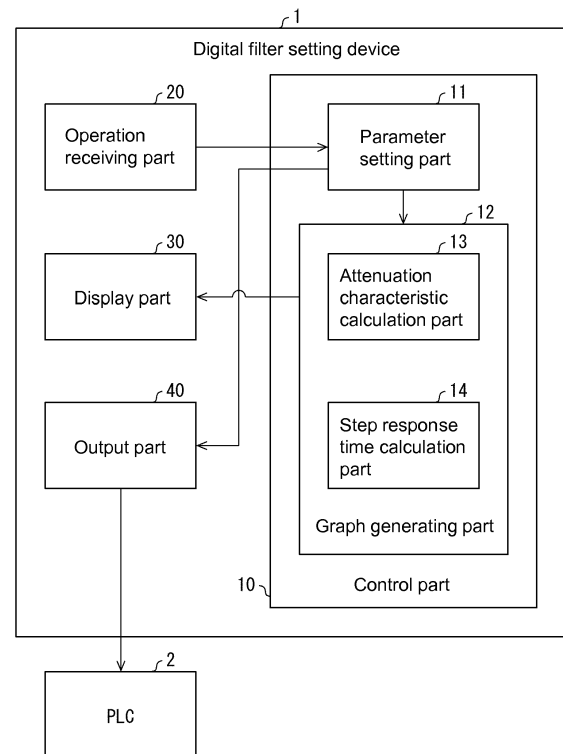 1
Digital filter setting device
20
Operation
receiving part
11
Parameter
setting part
12
30
Display part
13
Attenuation
characteristic
calculation part
40
Output part
14
Step response
time calculation
part
Graph generating part
10
Control part
2
PLC